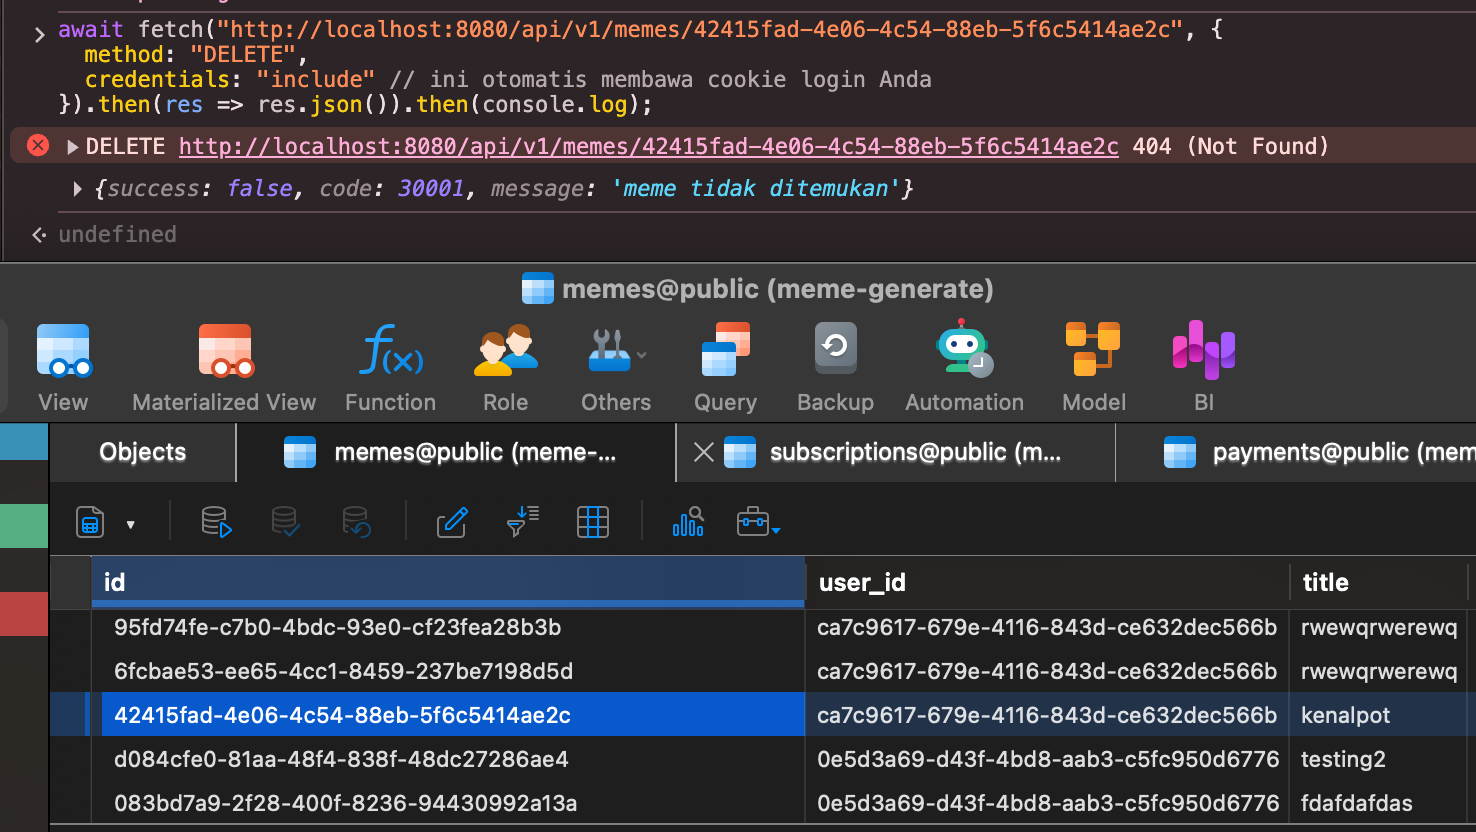 await fetch("http://localhost:8080/api/v1/memes/42415fad-4e06-4c54-88eb-5f6c5414ae2c", {
method: "DELETE",
credentials: "include" // ini otomatis membawa cookie login Anda
}).then(res => res.json()).then(console.log);
DELETE http://localhost:8080/api/v1/memes/42415fad-4e06-4c54-88eb-5f6c5414ae2c 404 (Not Found)
{success: false, code: 30001, message: 'meme tidak ditemukan'}
undefined
memes@public (meme-generate)
View Materialized View Function Role Others Query Backup Automation Model BI
Objects memes@public (meme-... subscriptions@public (m... payments@public (mem
id user_id title
95fd74fe-c7b0-4bdc-93e0-cf23fea28b3b ca7c9617-679e-4116-843d-ce632dec566b rwewqrwerewq
6fcbae53-ee65-4cc1-8459-237be7198d5d ca7c9617-679e-4116-843d-ce632dec566b rwewqrwerewq
42415fad-4e06-4c54-88eb-5f6c5414ae2c ca7c9617-679e-4116-843d-ce632dec566b kenalpot
d084cfe0-81aa-48f4-838f-48dc27286ae4 0e5d3a69-d43f-4bd8-aab3-c5fc950d6776 testing2
083bd7a9-2f28-400f-8236-94430992a13a 0e5d3a69-d43f-4bd8-aab3-c5fc950d6776 fdafdafdas